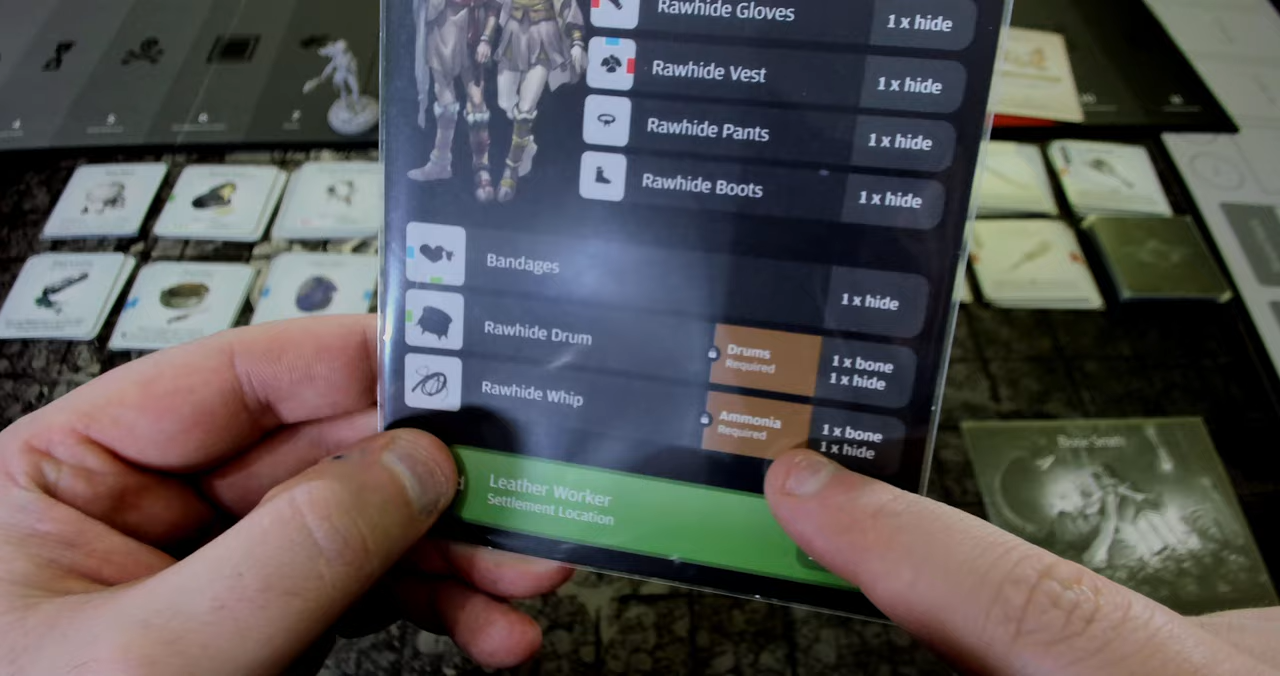 Rawhide Gloves
1 x hide
Rawhide Vest
1 x hide
Rawhide Pants
1 x hide
Rawhide Boots
1 x hide
Bandages
1 x hide
Rawhide Drum
Drums
Required
1 x bone
1 x hide
Rawhide Whip
Ammonia
Required
1 x bone
1 x hide
Leather Worker
Settlement Location